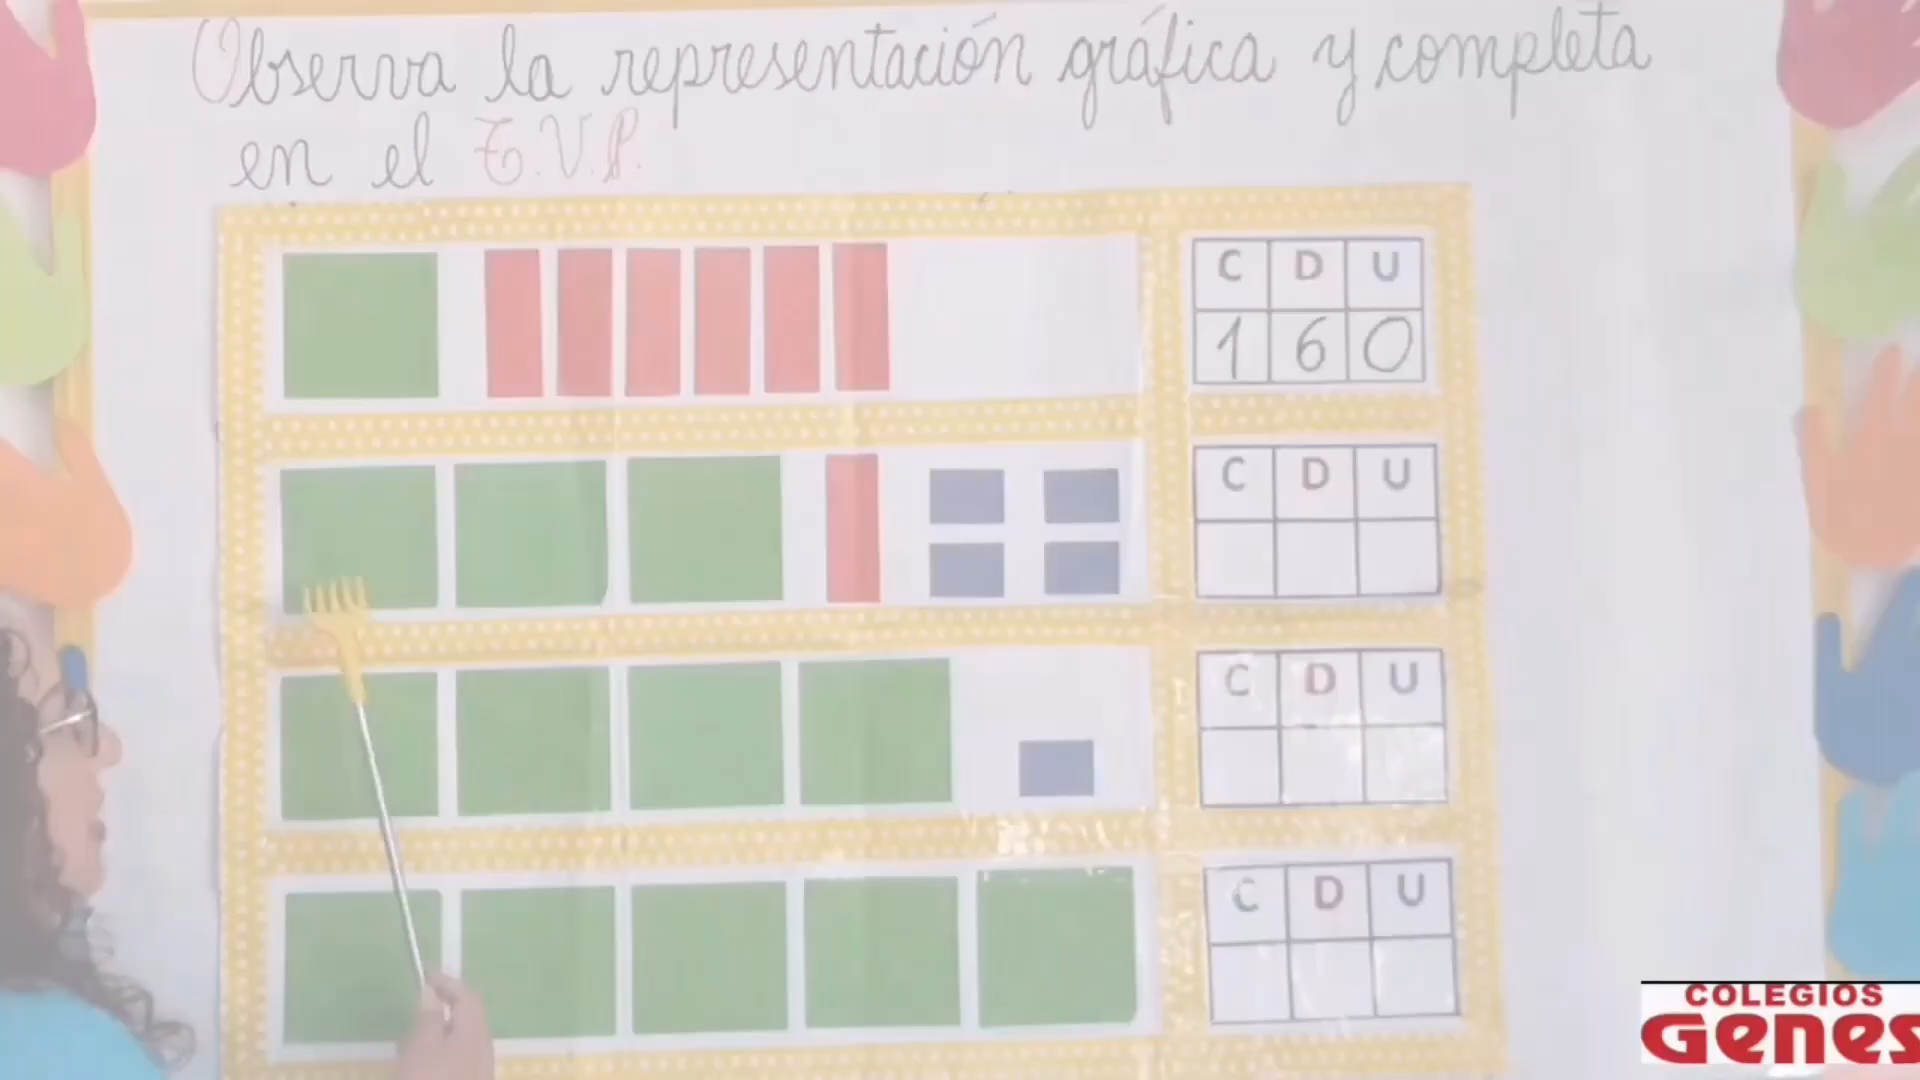 Observa la representación gráfica y completa
en el T.V.P.
C D U
1 6 0
C D U
C D U
C D U
COLEGIOS
Genes